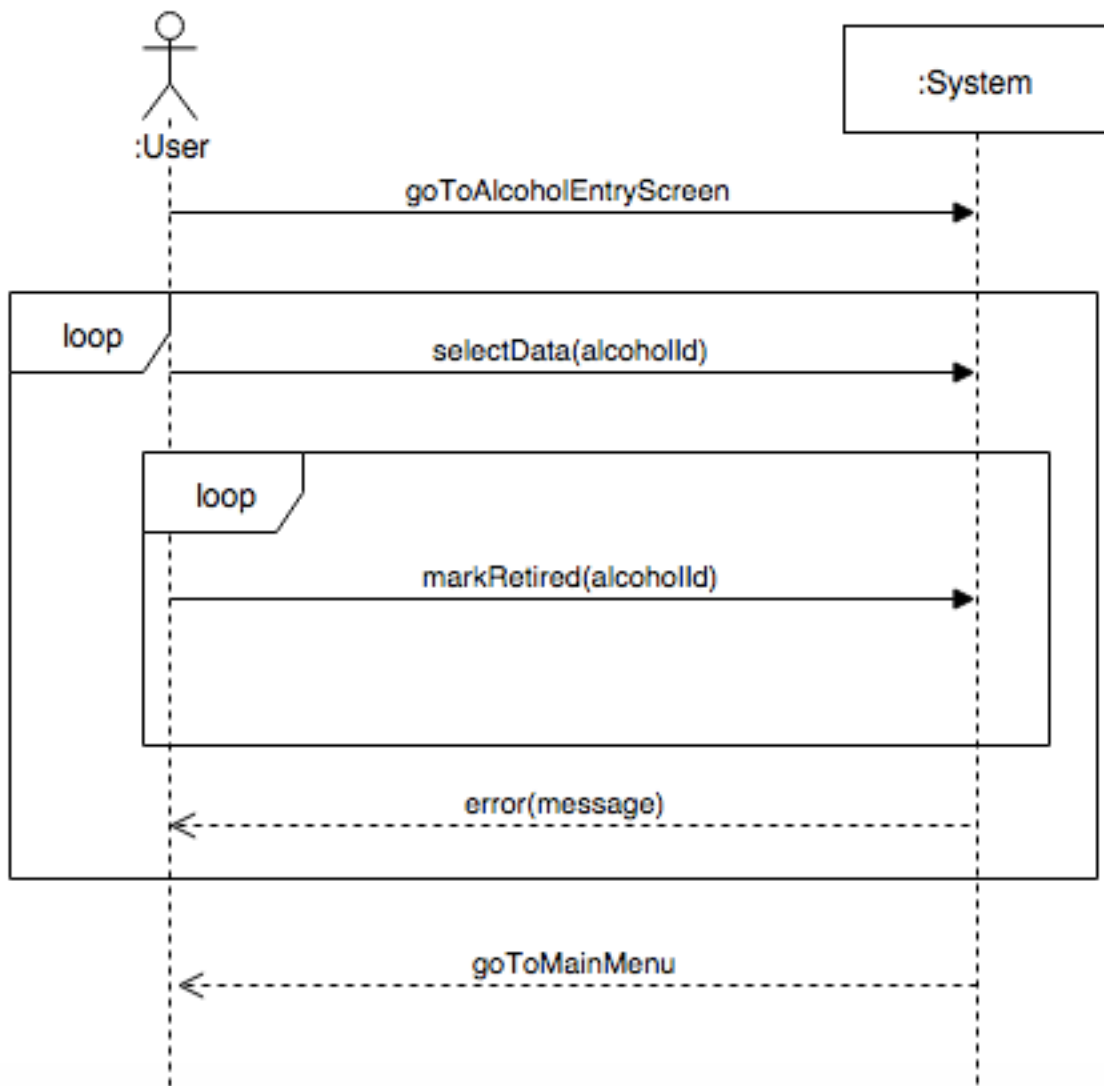 :User
:System
goToAlcoholEntryScreen
loop
selectData(alcoholId)
loop
markRetired(alcoholId)
error(message)
goToMainMenu